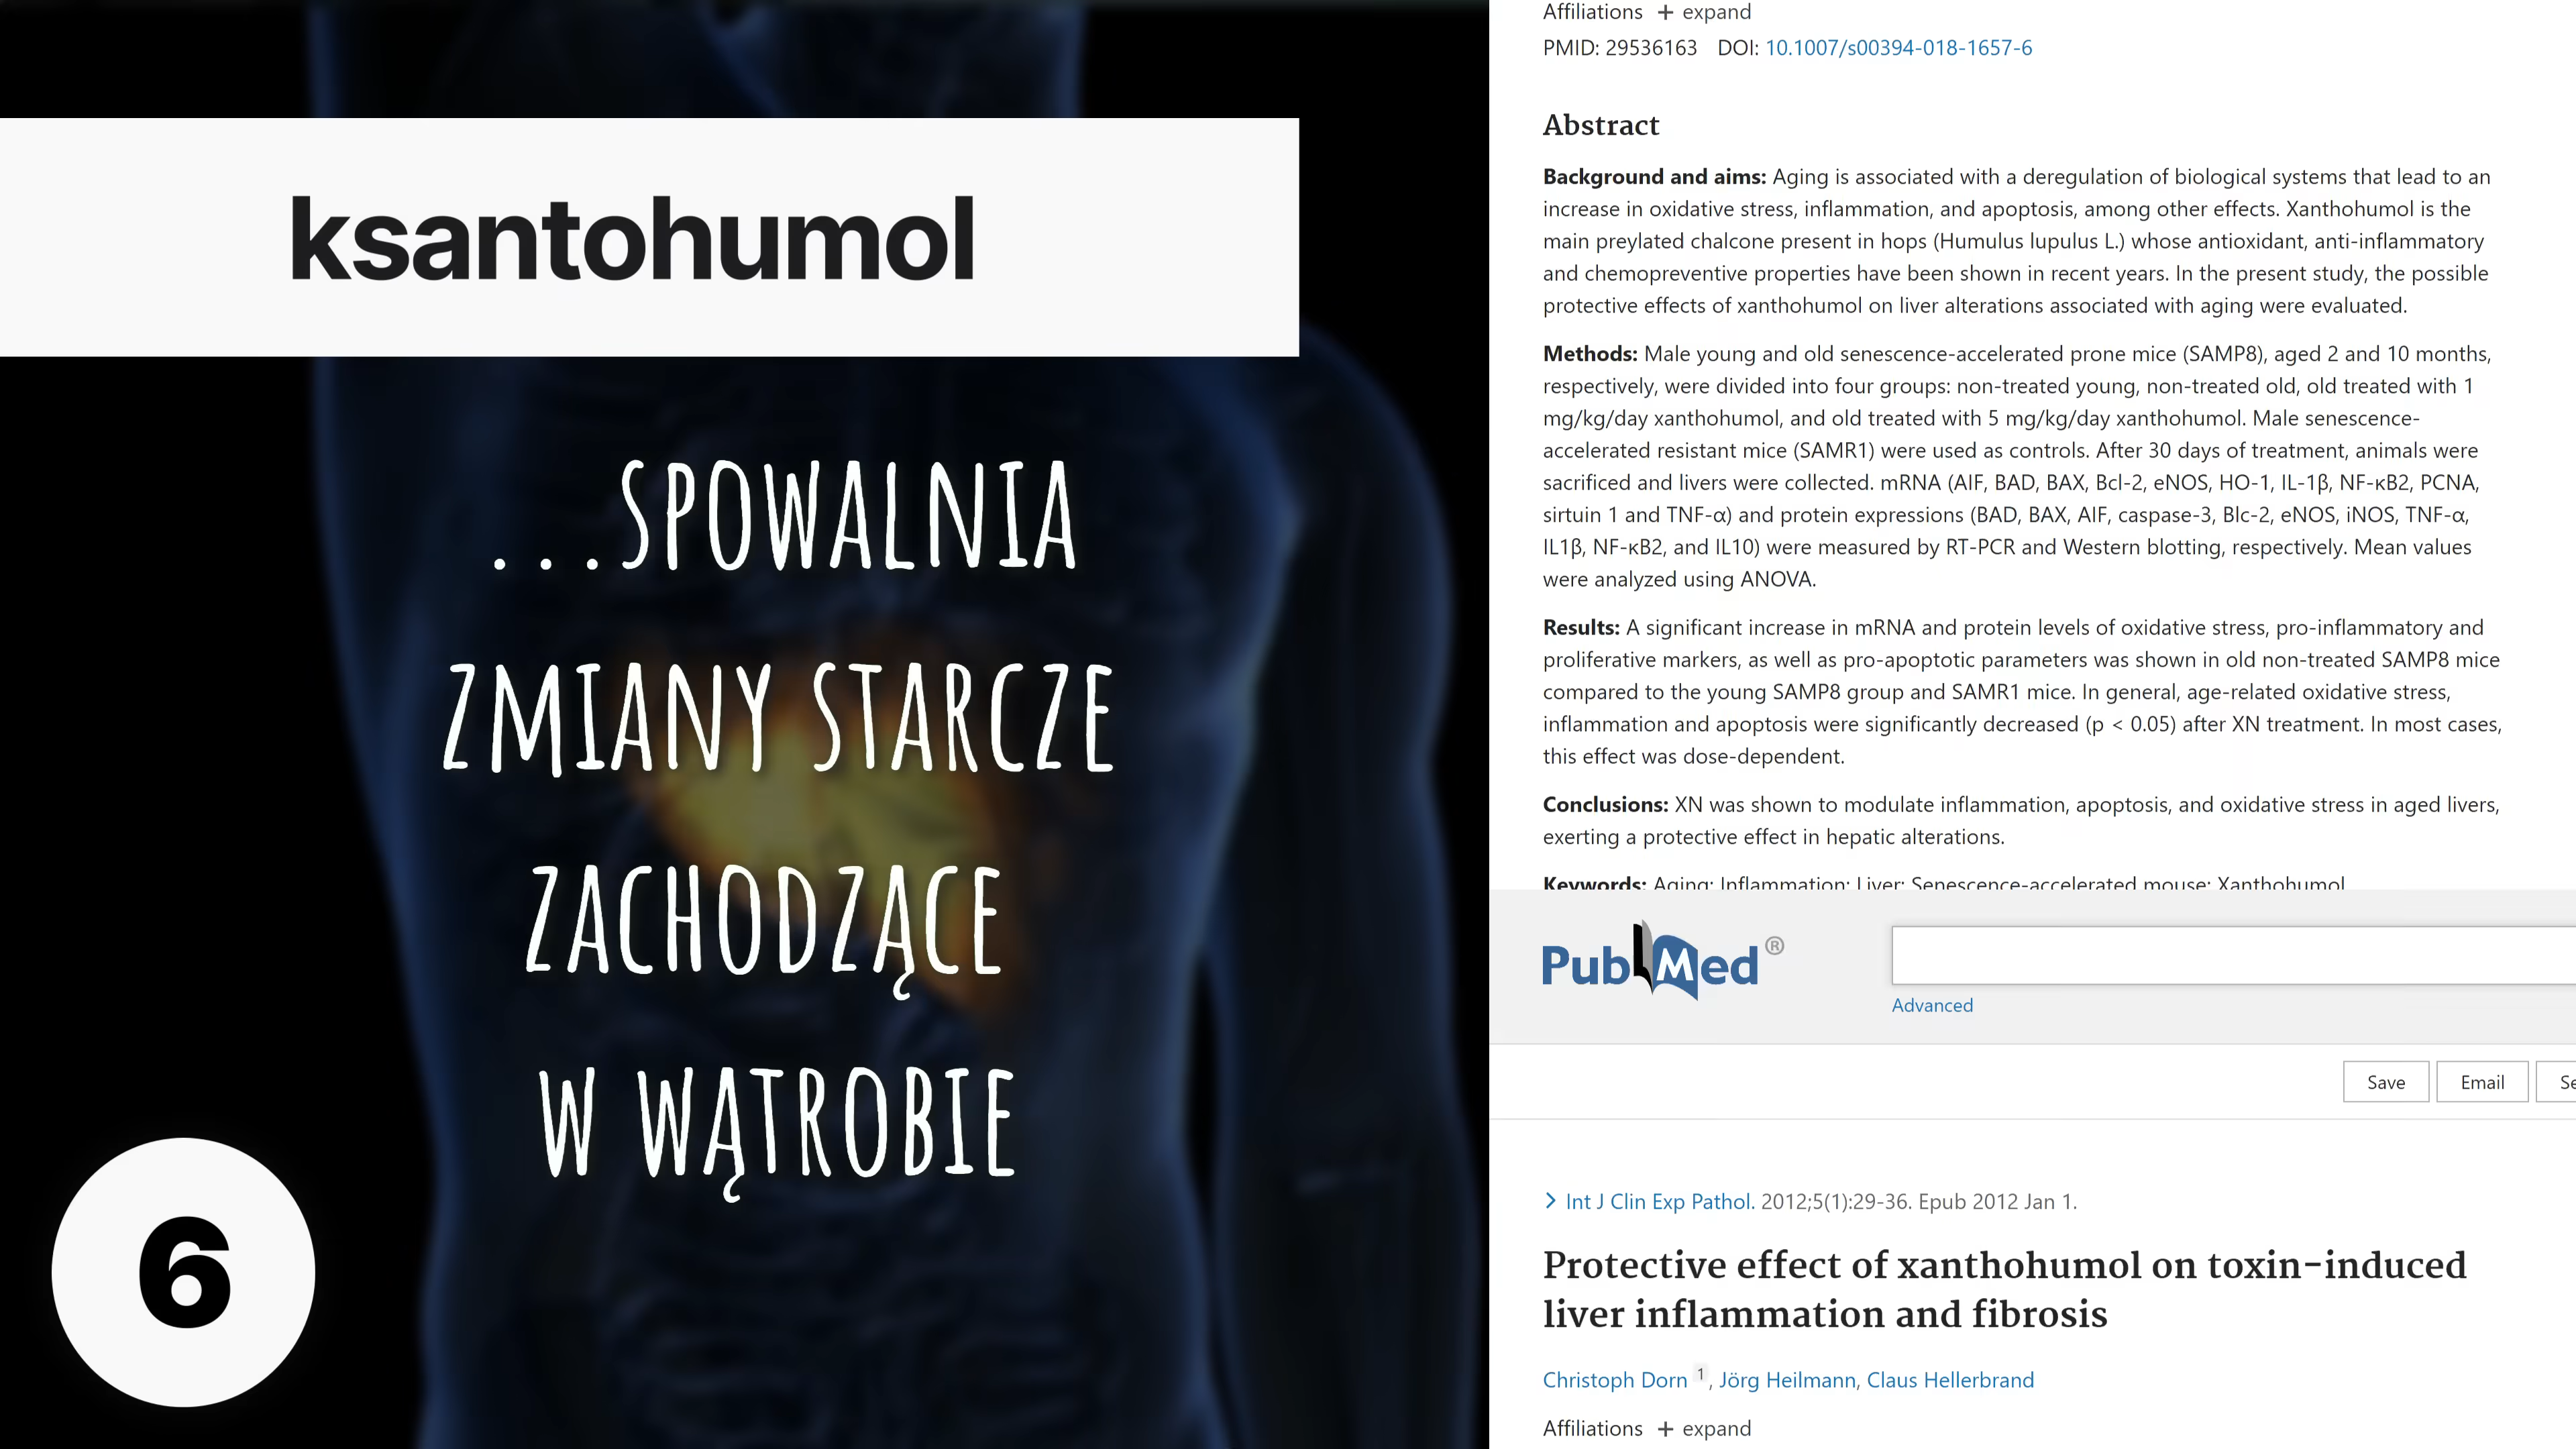 ksantohumol
...SPOWALNIA
ZMIANY STARCZE
ZACHODZĄCE
W WĄTROBIE
6
Affiliations + expand
PMID: 29536163 DOI: 10.1007/s00394-018-1657-6
Abstract
Background and aims: Aging is associated with a deregulation of biological systems that lead to an
increase in oxidative stress, inflammation, and apoptosis, among other effects. Xanthohumol is the
main preylated chalcone present in hops (Humulus lupulus L.) whose antioxidant, anti-inflammatory
and chemopreventive properties have been shown in recent years. In the present study, the possible
protective effects of xanthohumol on liver alterations associated with aging were evaluated.
Methods: Male young and old senescence-accelerated prone mice (SAMP8), aged 2 and 10 months,
respectively, were divided into four groups: non-treated young, non-treated old, old treated with 1
mg/kg/day xanthohumol, and old treated with 5 mg/kg/day xanthohumol. Male senescence-
accelerated resistant mice (SAMR1) were used as controls. After 30 days of treatment, animals were
sacrificed and livers were collected. mRNA (AIF, BAD, BAX, Bcl-2, eNOS, HO-1, IL-1β, NF-κB2, PCNA,
sirtuin 1 and TNF-α) and protein expressions (BAD, BAX, AIF, caspase-3, Blc-2, eNOS, iNOS, TNF-α,
IL1β, NF-κB2, and IL10) were measured by RT-PCR and Western blotting, respectively. Mean values
were analyzed using ANOVA.
Results: A significant increase in mRNA and protein levels of oxidative stress, pro-inflammatory and
proliferative markers, as well as pro-apoptotic parameters was shown in old non-treated SAMP8 mice
compared to the young SAMP8 group and SAMR1 mice. In general, age-related oxidative stress,
inflammation and apoptosis were significantly decreased (p < 0.05) after XN treatment. In most cases,
this effect was dose-dependent.
Conclusions: XN was shown to modulate inflammation, apoptosis, and oxidative stress in aged livers,
exerting a protective effect in hepatic alterations.
Keywords: Aging; Inflammation; Liver; Senescence-accelerated mouse; Xanthohumol
PubMed®
Advanced
Save Email Se
> Int J Clin Exp Pathol. 2012;5(1):29-36. Epub 2012 Jan 1.
Protective effect of xanthohumol on toxin-induced
liver inflammation and fibrosis
Christoph Dorn 1, Jörg Heilmann, Claus Hellerbrand
Affiliations + expand